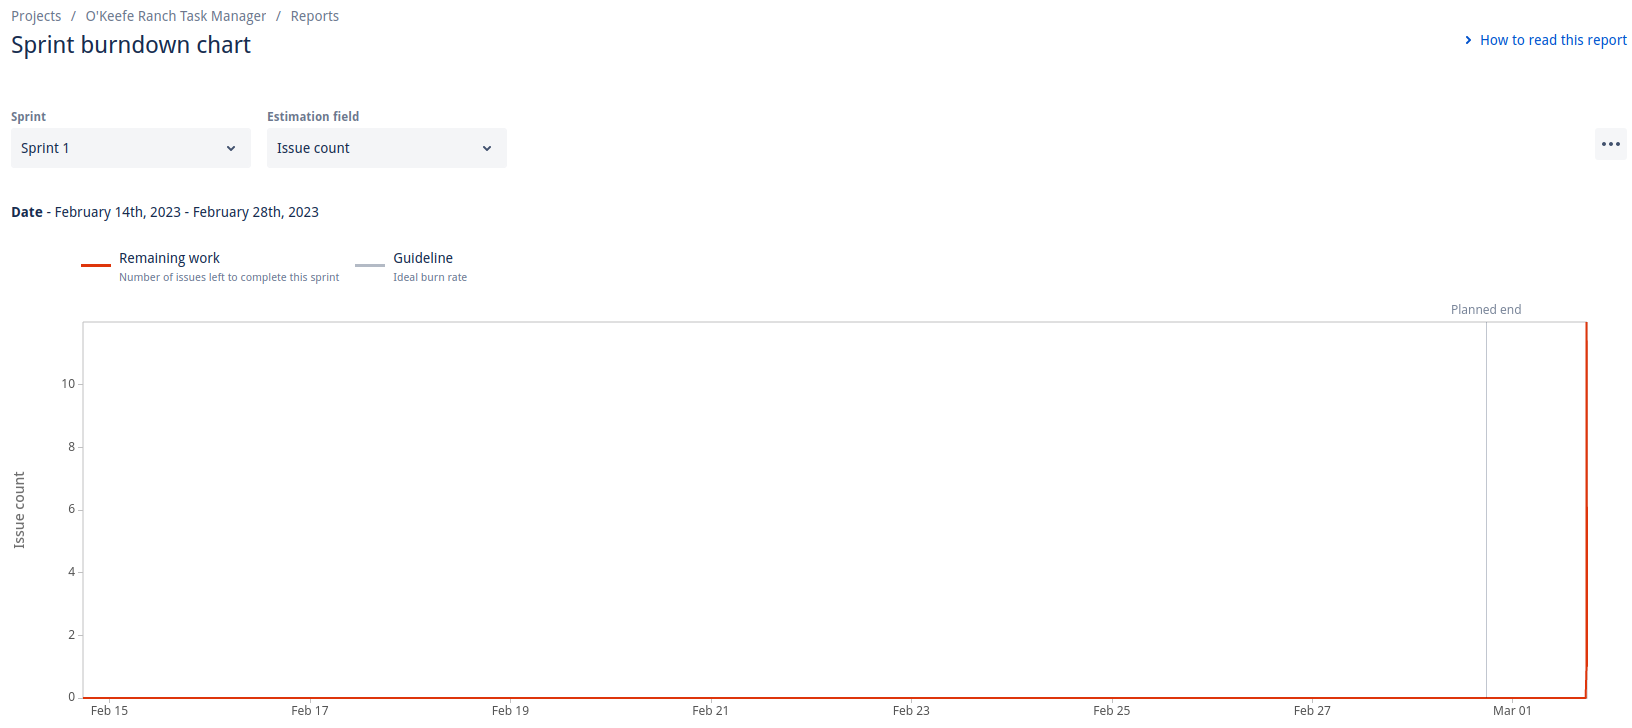 Projects / O'Keefe Ranch Task Manager / Reports
Sprint burndown chart
How to read this report
Sprint
Estimation field
Sprint 1
Issue count
Date - February 14th, 2023 - February 28th, 2023
Remaining work
Number of issues left to complete this sprint
Guideline
Ideal burn rate
Planned end
Issue count
10
8
6
4
2
0
Feb 15
Feb 17
Feb 19
Feb 21
Feb 23
Feb 25
Feb 27
Mar 01